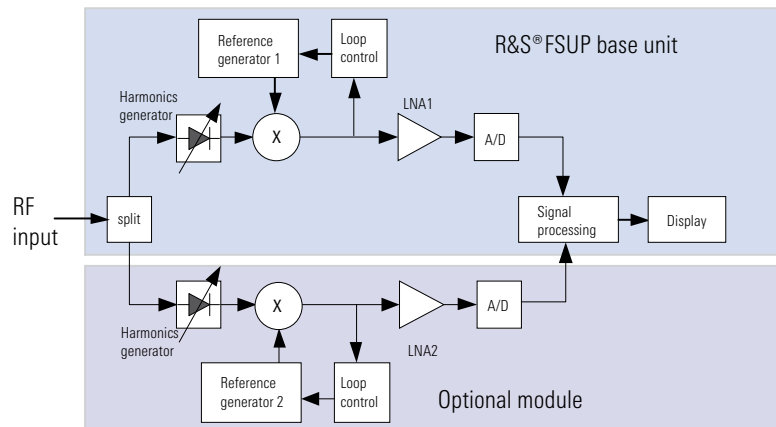 R&S®FSUP base unit
Reference
generator 1
Loop
control
Harmonics
generator
X
LNA1
A/D
RF
input
split
Signal
processing
Display
Harmonics
generator
X
LNA2
A/D
Reference
generator 2
Loop
control
Optional module